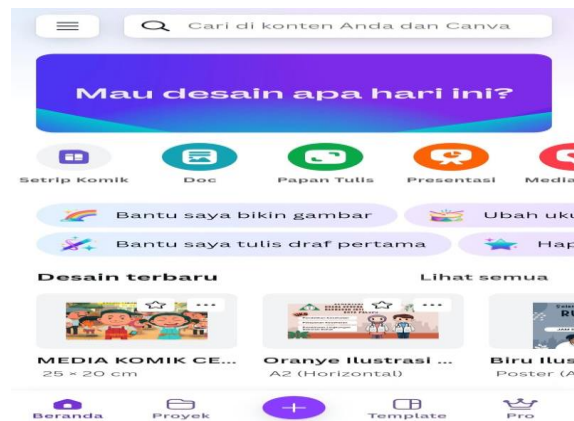 Cari di konten Anda dan Canva
Mau desain apa hari ini?
Setrip Komik Doc Papan Tulis Presentasi Media
Bantu saya bikin gambar Ubah uku
Bantu saya tulis draf pertama Hap
Desain terbaru Lihat semua
MEDIA KOMIK CE... Oranye Ilustrasi ... Biru Ilus
25 × 20 cm A2 (Horizontal) Poster (A
Beranda Proyek Template Pro